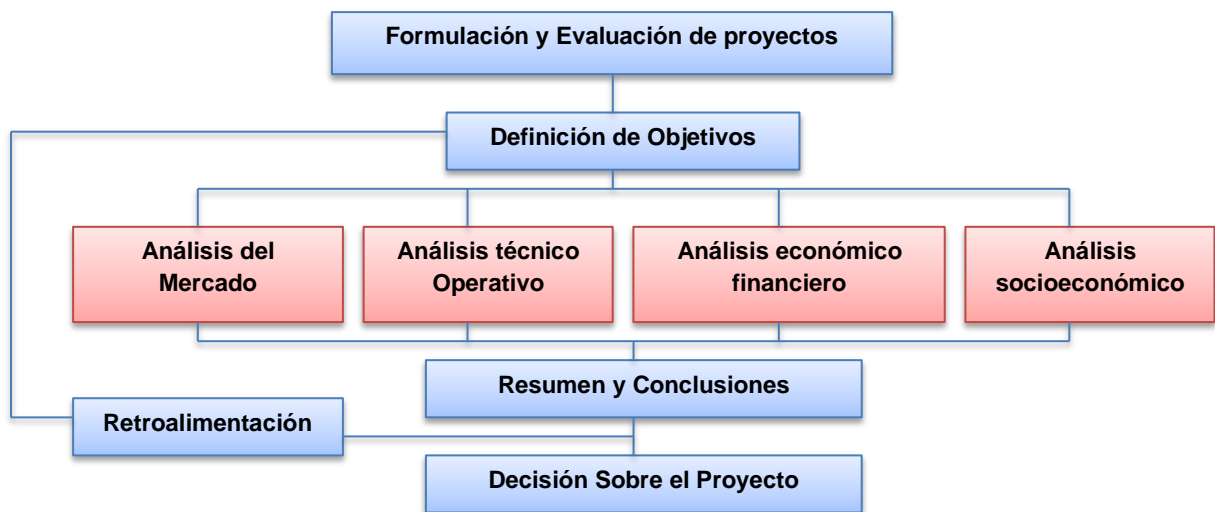 Formulación y Evaluación de proyectos
Definición de Objetivos
Análisis del
Mercado
Análisis técnico
Operativo
Análisis económico
financiero
Análisis
socioeconómico
Resumen y Conclusiones
Retroalimentación
Decisión Sobre el Proyecto